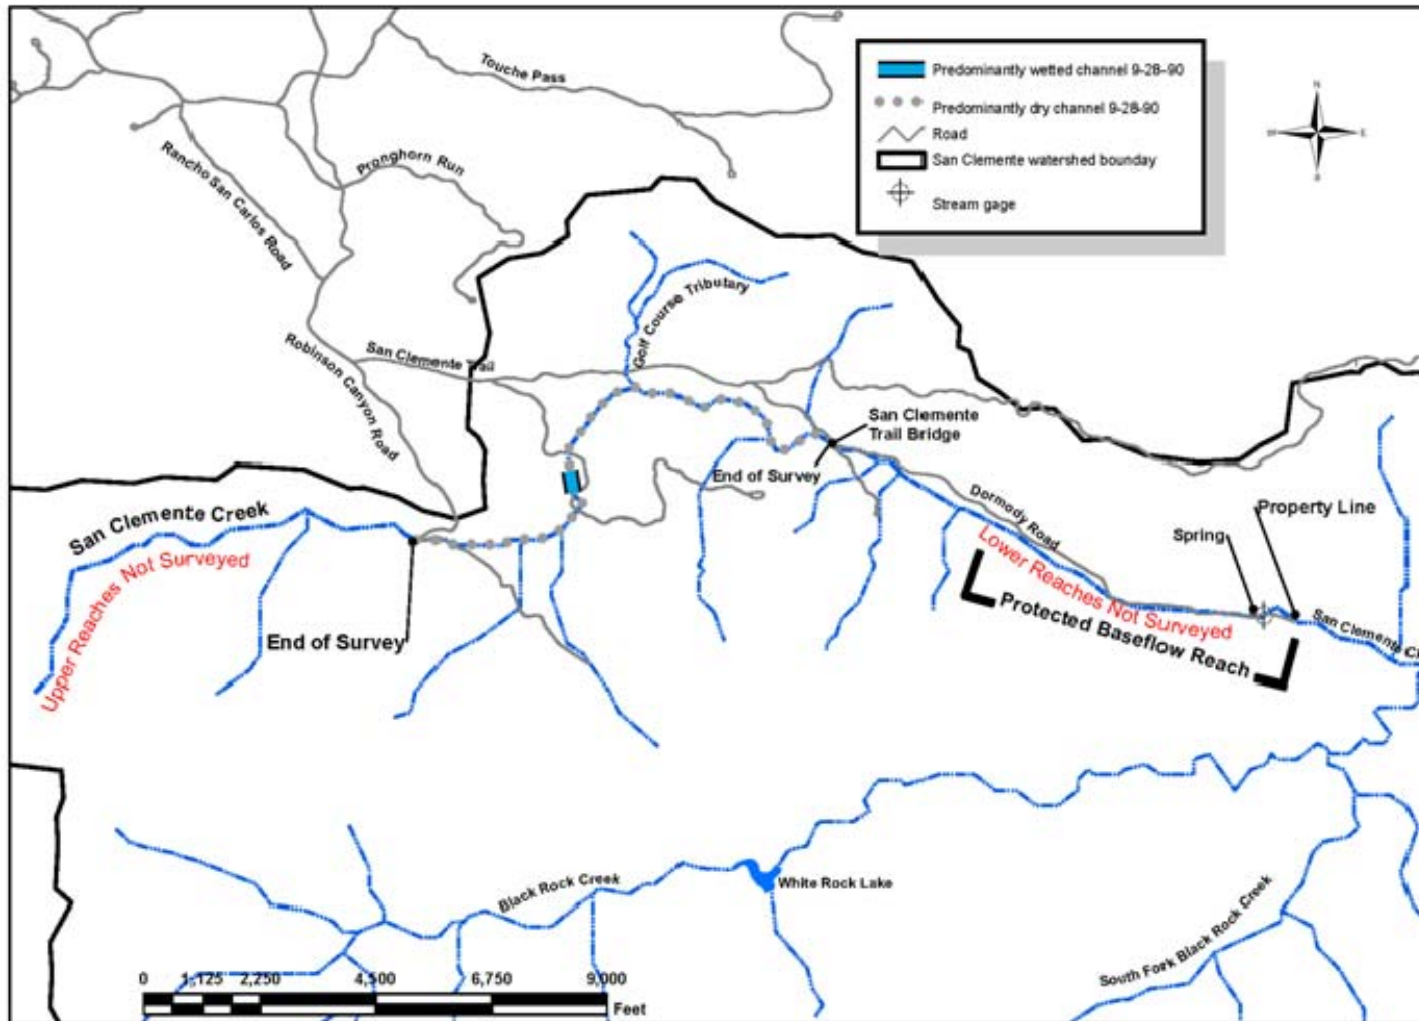 Touche Pass
Predominantly wetted channel 9-28-90
Predominantly dry channel 9-28-90
Road
San Clemente watershed bounday
Stream gage
N
W
E
S
Rancho San Carlos Road
Pronghorn Run
Robinson Canyon Road
San Clemente Trail
Golf Course Tributary
San Clemente
Trail Bridge
End of Survey
San Clemente Creek
Upper Reaches Not Surveyed
End of Survey
Dormody Road
Lower Reaches Not Surveyed
Protected Baseflow Reach
Spring
Property Line
San Clemente C
Black Rock Creek
White Rock Lake
South Fork Black Rock Creek
0 1,125 2,250 4,500 6,750 9,000
Feet